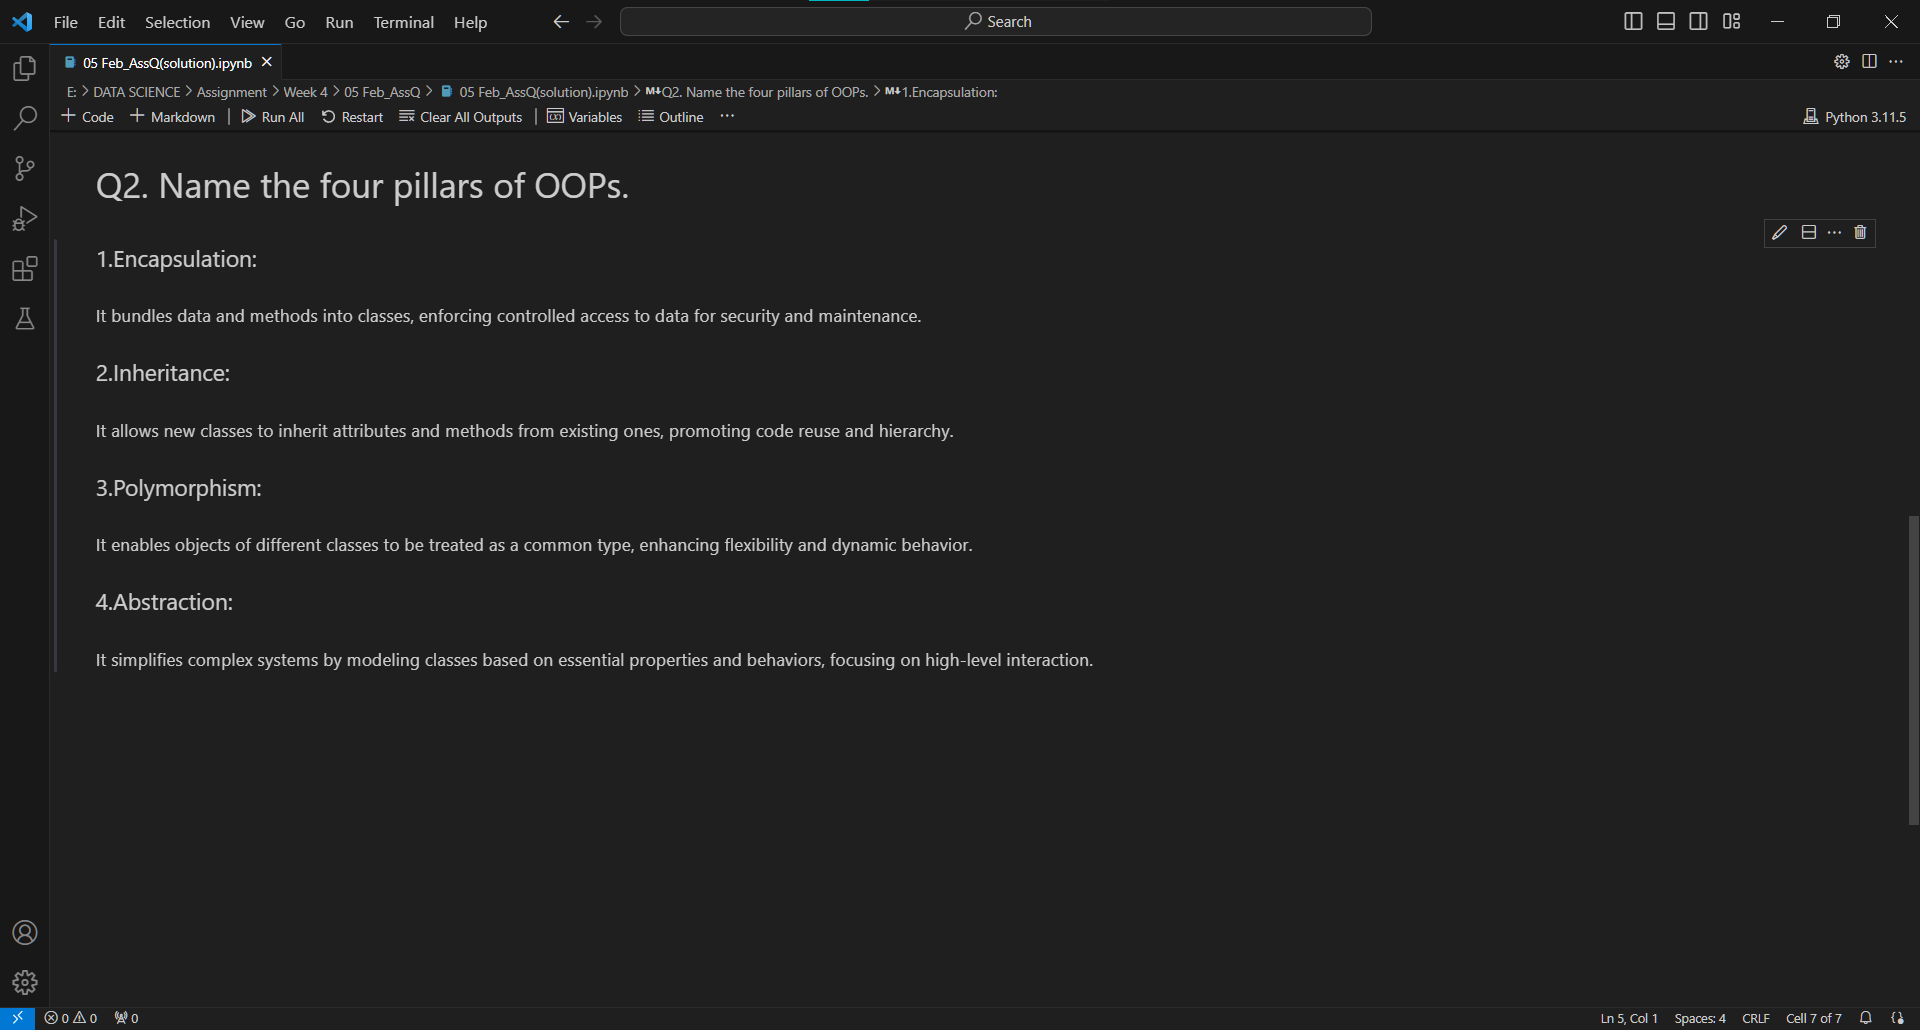 File Edit Selection View Go Run Terminal Help Search
05 Feb_AssQ(solution).ipynb
E: > DATA SCIENCE > Assignment > Week 4 > 05 Feb_AssQ > 05 Feb_AssQ(solution).ipynb > M↓Q2. Name the four pillars of OOPs. > M↓1.Encapsulation:
+ Code + Markdown | Run All Restart Clear All Outputs | Variables Outline ··· Python 3.11.5
Q2. Name the four pillars of OOPs.
1.Encapsulation:
It bundles data and methods into classes, enforcing controlled access to data for security and maintenance.
2.Inheritance:
It allows new classes to inherit attributes and methods from existing ones, promoting code reuse and hierarchy.
3.Polymorphism:
It enables objects of different classes to be treated as a common type, enhancing flexibility and dynamic behavior.
4.Abstraction:
It simplifies complex systems by modeling classes based on essential properties and behaviors, focusing on high-level interaction.
0 0 0 Ln 5, Col 1 Spaces: 4 CRLF Cell 7 of 7